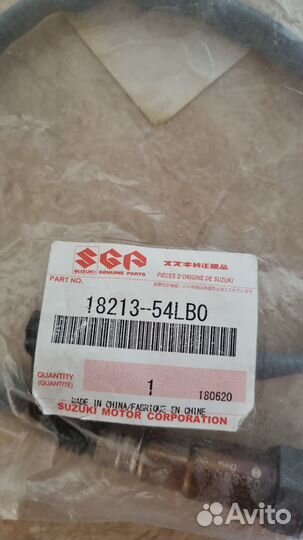 SGP スズキ純正部品
SUZUKI GENUINE PARTS PIÈCES D'ORIGINE DE SUZUKI
PART NO.
18213-54LB0
QUANTITY
(QUANTITÉ) 1 180620
MADE IN CHINA/FABRIQUE EN CHINE
SUZUKI MOTOR CORPORATION
Avito